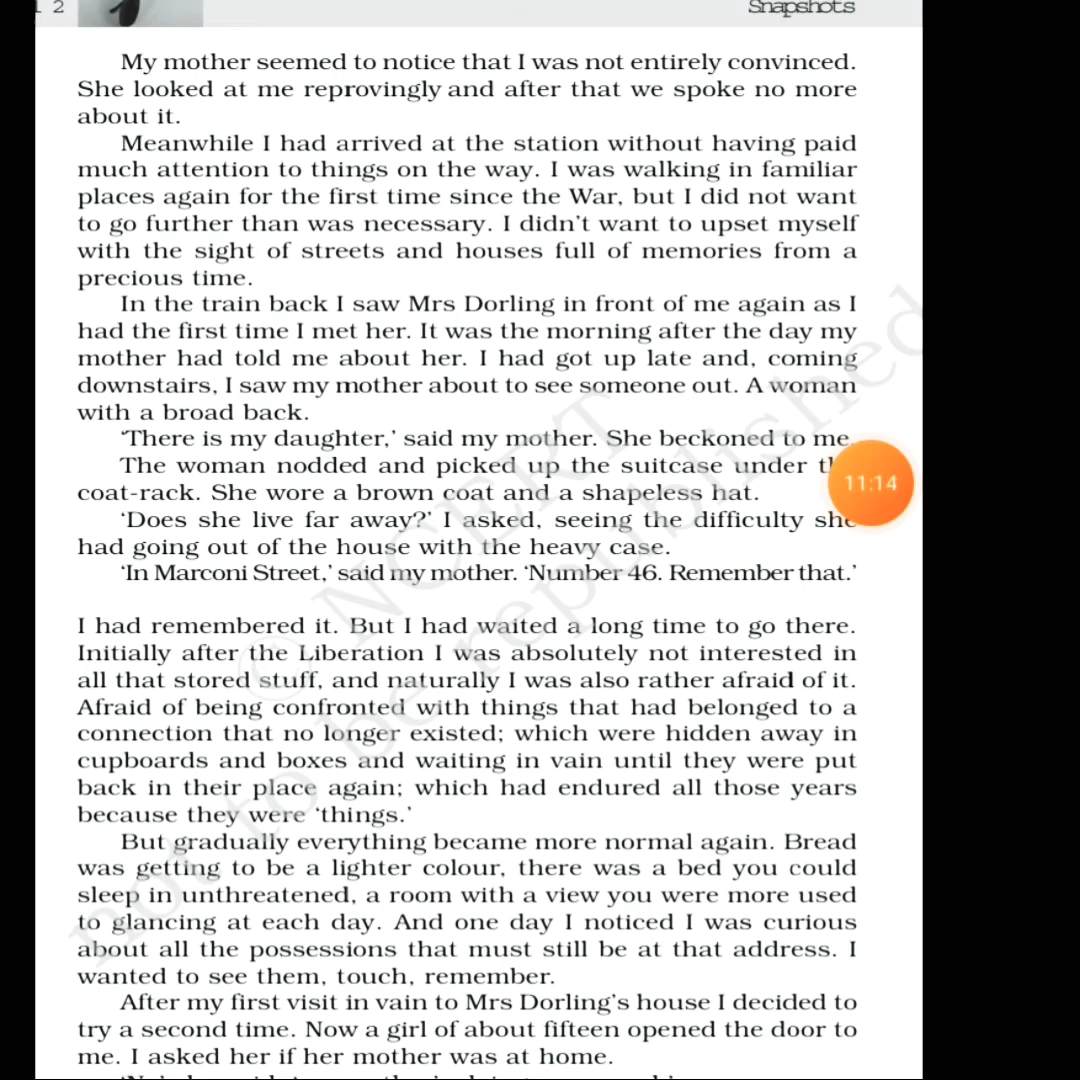 1 2
Snapshots
My mother seemed to notice that I was not entirely convinced.
She looked at me reprovingly and after that we spoke no more
about it.
Meanwhile I had arrived at the station without having paid
much attention to things on the way. I was walking in familiar
places again for the first time since the War, but I did not want
to go further than was necessary. I didn't want to upset myself
with the sight of streets and houses full of memories from a
precious time.
In the train back I saw Mrs Dorling in front of me again as I
had the first time I met her. It was the morning after the day my
mother had told me about her. I had got up late and, coming
downstairs, I saw my mother about to see someone out. A woman
with a broad back.
‘There is my daughter,’ said my mother. She beckoned to me
The woman nodded and picked up the suitcase under
coat-rack. She wore a brown coat and a shapeless hat.
11:14
‘Does she live far away?’ I asked, seeing the difficulty she
had going out of the house with the heavy case.
‘In Marconi Street,’ said my mother. ‘Number 46. Remember that.’
I had remembered it. But I had waited a long time to go there.
Initially after the Liberation I was absolutely not interested in
all that stored stuff, and naturally I was also rather afraid of it.
Afraid of being confronted with things that had belonged to a
connection that no longer existed; which were hidden away in
cupboards and boxes and waiting in vain until they were put
back in their place again; which had endured all those years
because they were ‘things.’
But gradually everything became more normal again. Bread
was getting to be a lighter colour, there was a bed you could
sleep in unthreatened, a room with a view you were more used
to glancing at each day. And one day I noticed I was curious
about all the possessions that must still be at that address. I
wanted to see them, touch, remember.
After my first visit in vain to Mrs Dorling's house I decided to
try a second time. Now a girl of about fifteen opened the door to
me. I asked her if her mother was at home.
© NCERT
not to be republished